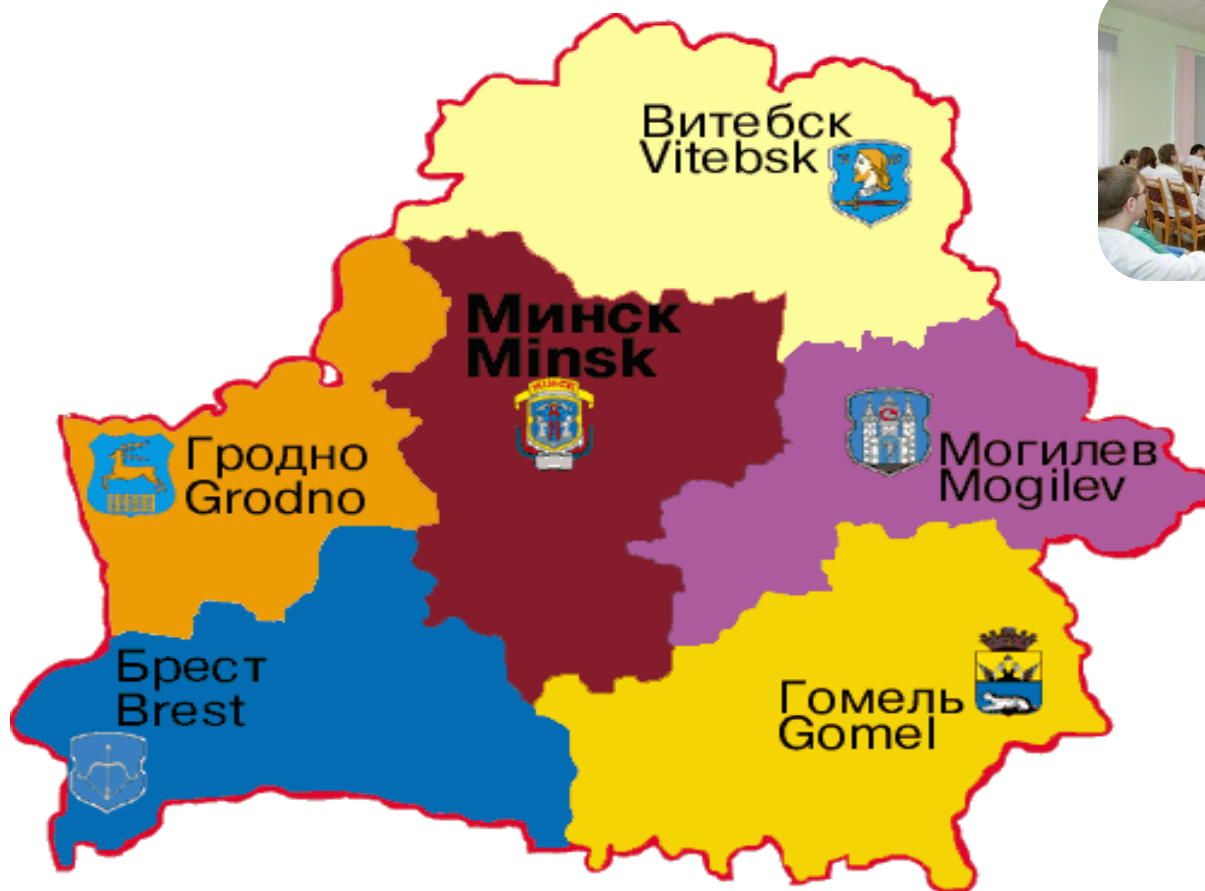 Витебск
Vitebsk
Минск
Minsk
Гродно
Grodno
Могилев
Mogilev
Брест
Brest
Гомель
Gomel